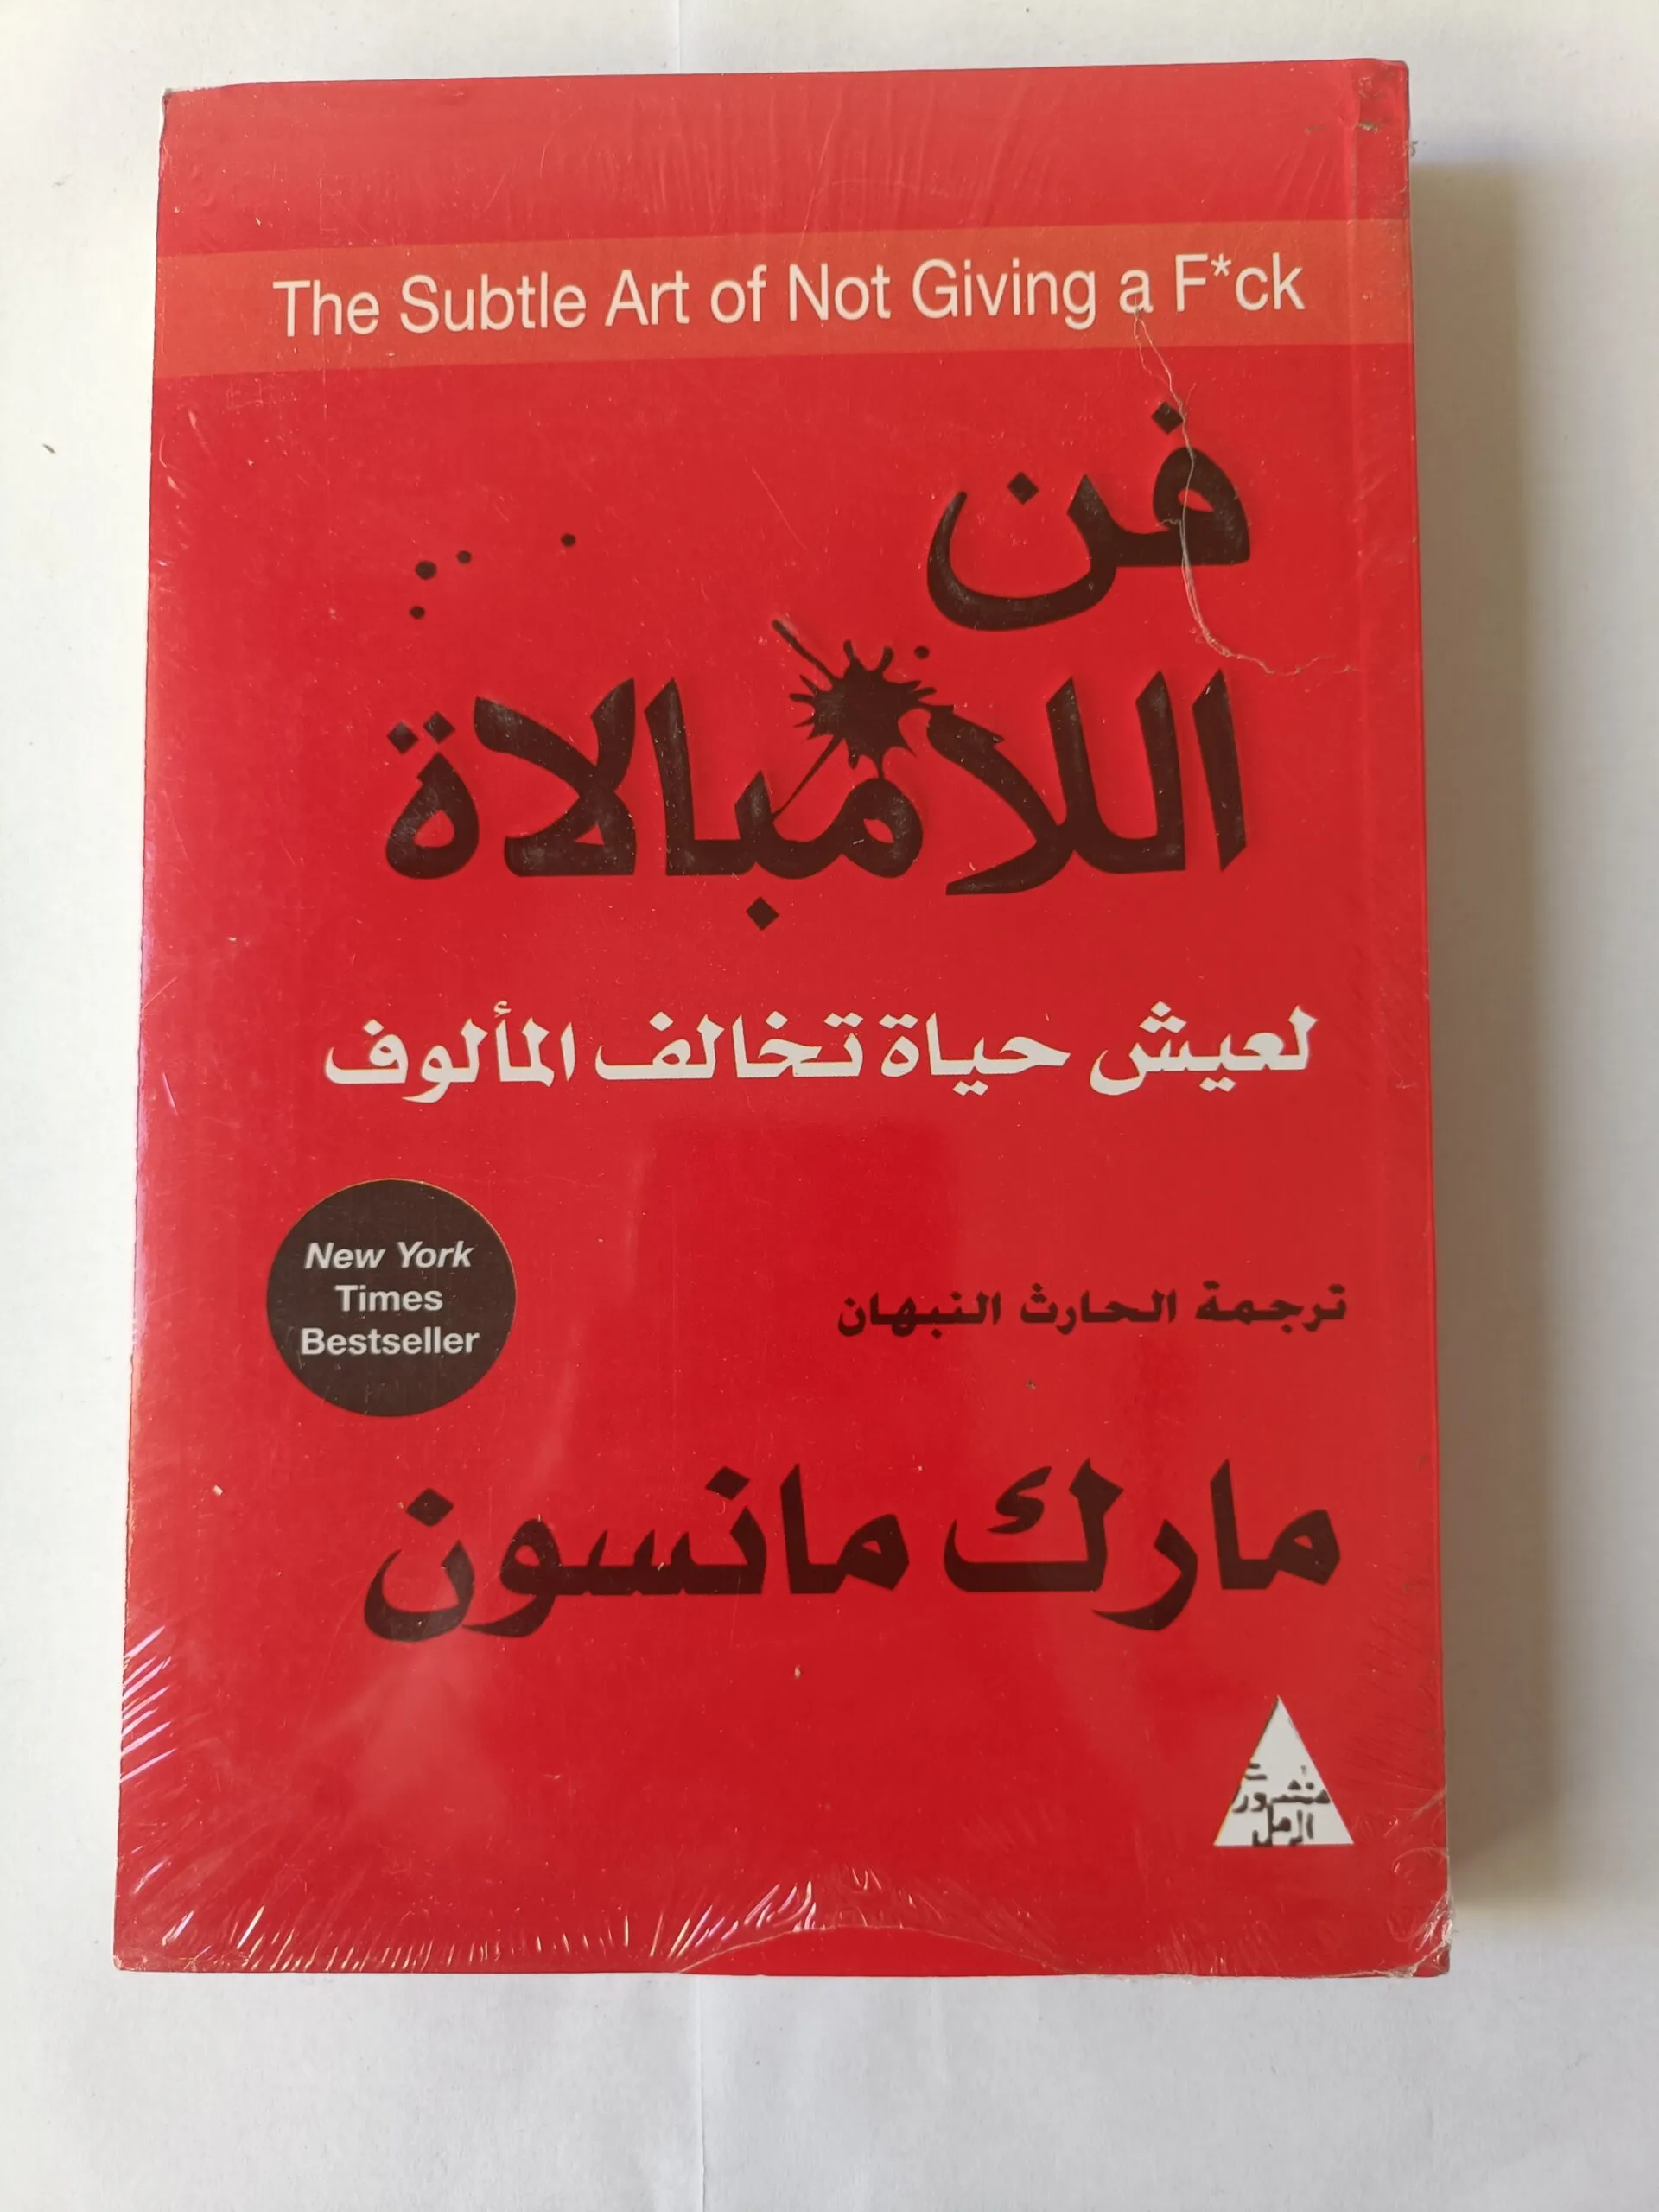 The Subtle Art of Not Giving a F*ck
فن
اللامبالاة
لعيش حياة تخالف المألوف
New York
Times
Bestseller
ترجمة الحارث النبهان
مارك مانسون
منشورات
الرمل